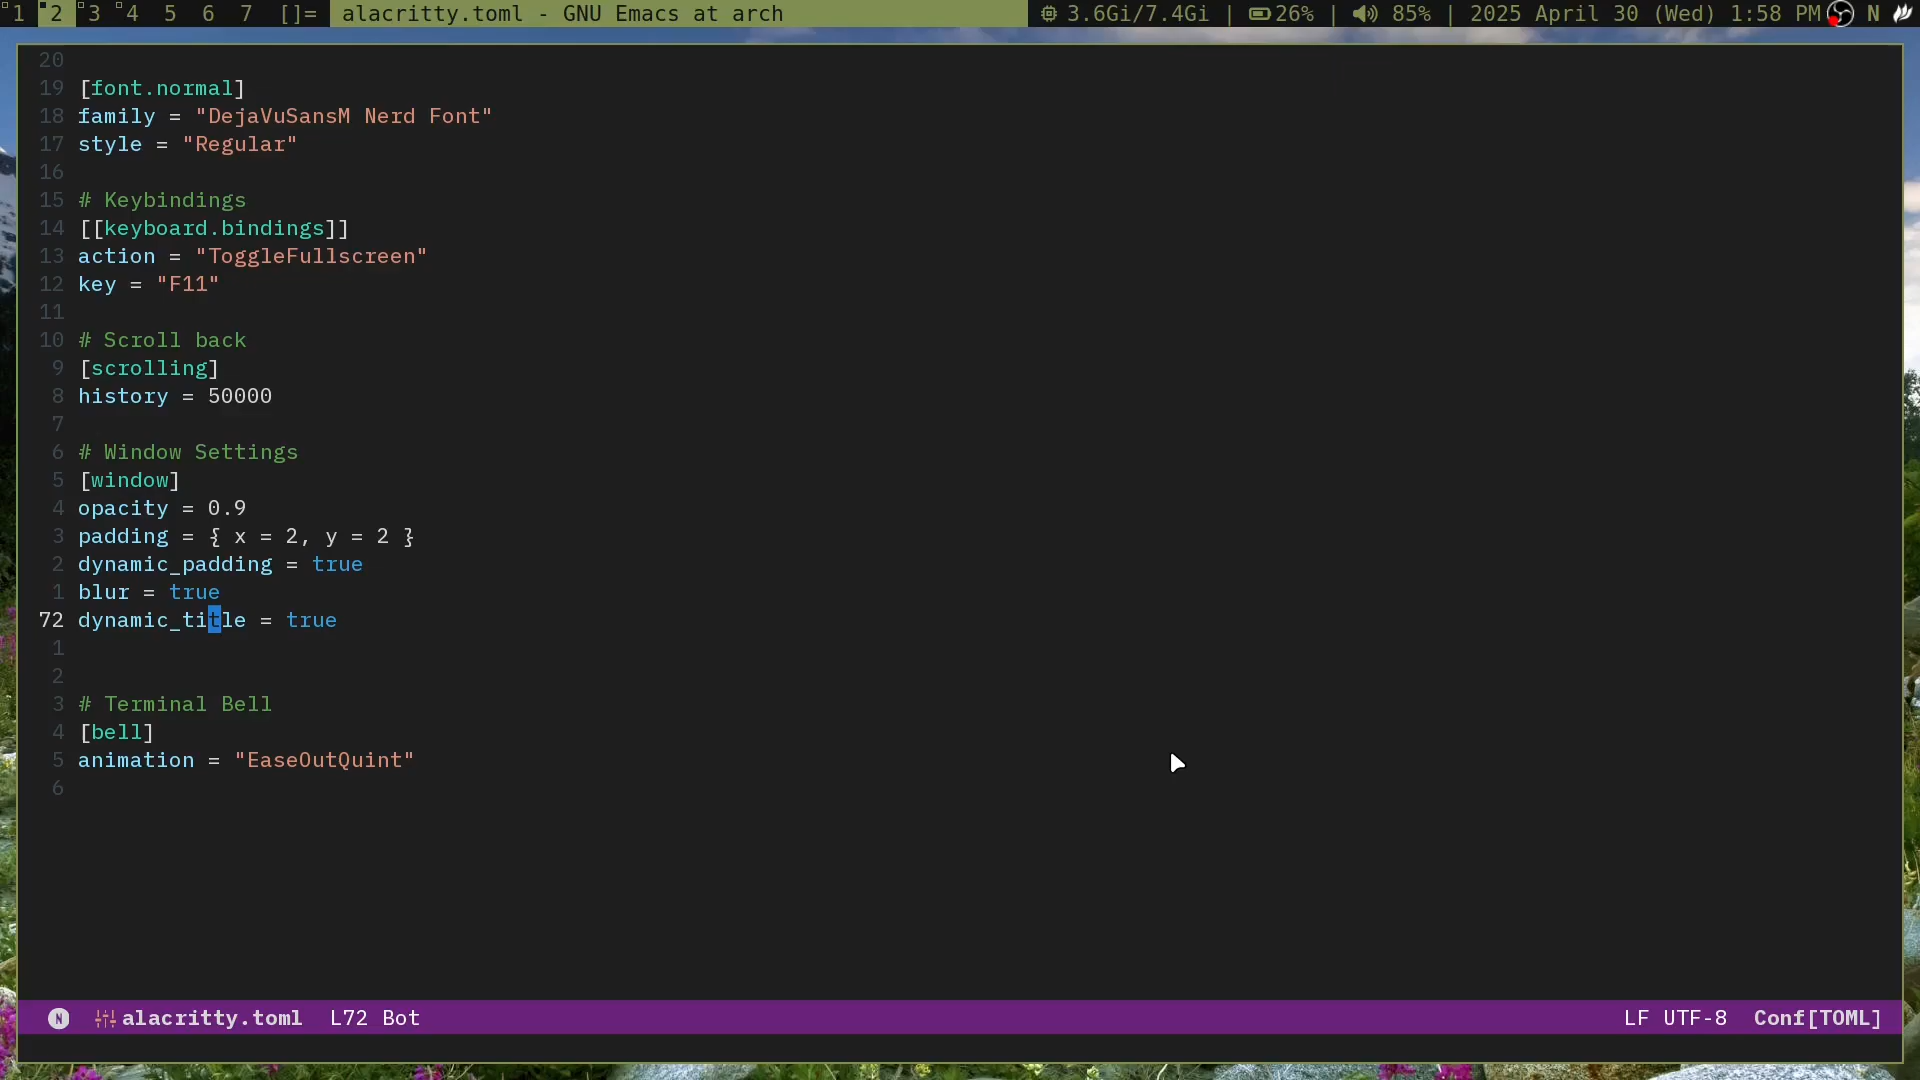 1 2 3 4 5 6 7 []= alacritty.toml - GNU Emacs at arch 3.6Gi/7.4Gi | 26% | 85% | 2025 April 30 (Wed) 1:58 PM N
20
19 [font.normal]
18 family = "DejaVuSansM Nerd Font"
17 style = "Regular"
16
15 # Keybindings
14 [[keyboard.bindings]]
13 action = "ToggleFullscreen"
12 key = "F11"
11
10 # Scroll back
9 [scrolling]
8 history = 50000
7
6 # Window Settings
5 [window]
4 opacity = 0.9
3 padding = { x = 2, y = 2 }
2 dynamic_padding = true
1 blur = true
72 dynamic_title = true
1
2
3 # Terminal Bell
4 [bell]
5 animation = "EaseOutQuint"
6
N alacritty.toml L72 Bot LF UTF-8 Conf[TOML]